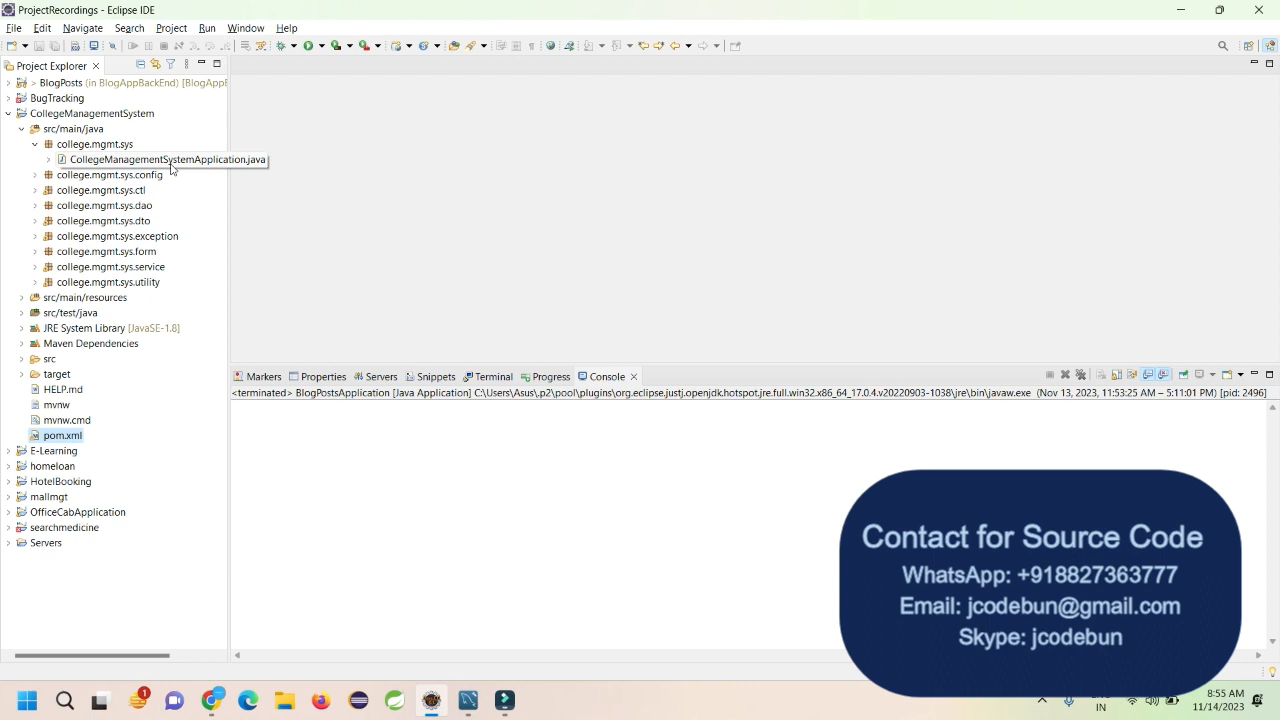 ProjectRecordings - Eclipse IDE
File Edit Navigate Search Project Run Window Help
Project Explorer
> BlogPosts (in BlogAppBackEnd) [BlogAppE
BugTracking
CollegeManagementSystem
src/main/java
college.mgmt.sys
CollegeManagementSystemApplication.java
college.mgmt.sys.config
college.mgmt.sys.ctl
college.mgmt.sys.dao
college.mgmt.sys.dto
college.mgmt.sys.exception
college.mgmt.sys.form
college.mgmt.sys.service
college.mgmt.sys.utility
src/main/resources
src/test/java
JRE System Library [JavaSE-1.8]
Maven Dependencies
src
target
HELP.md
mvnw
mvnw.cmd
pom.xml
E-Learning
homeloan
HotelBooking
mallmgt
OfficeCabApplication
searchmedicine
Servers
Markers Properties Servers Snippets Terminal Progress Console
<terminated> BlogPostsApplication [Java Application] C:\Users\Asus\.p2\pool\plugins\org.eclipse.justj.openjdk.hotspot.jre.full.win32.x86_64_17.0.4.v20220903-1038\jre\bin\javaw.exe (Nov 13, 2023, 11:53:25 AM – 5:11:01 PM) [pid: 2496]
Contact for Source Code
WhatsApp: +918827363777
Email: jcodebun@gmail.com
Skype: jcodebun
1
IN
8:55 AM
11/14/2023